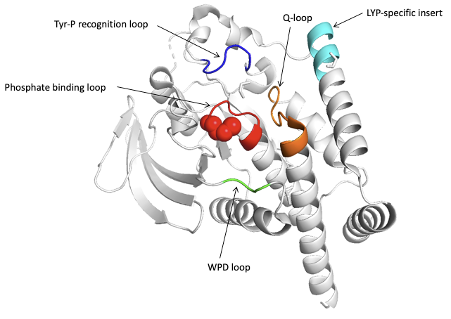 LYP-specific insert
Q-loop
Tyr-P recognition loop
Phosphate binding loop
WPD loop